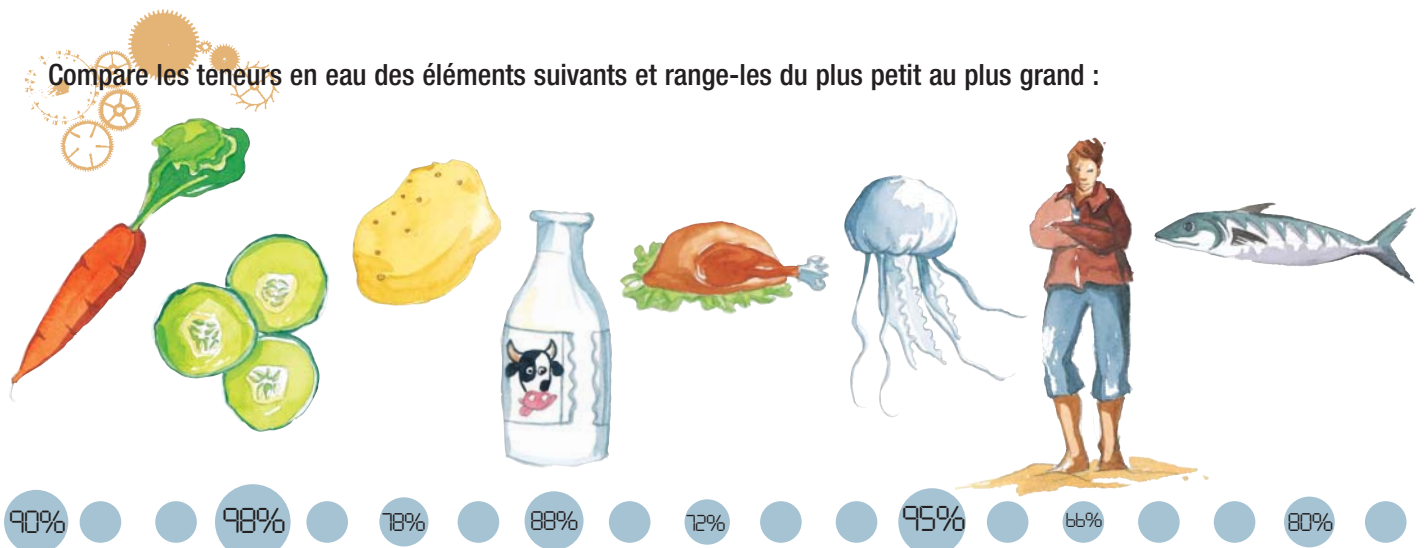 Compare les teneurs en eau des éléments suivants et range-les du plus petit au plus grand :
90% 98% 78% 88% 72% 95% 66% 80%